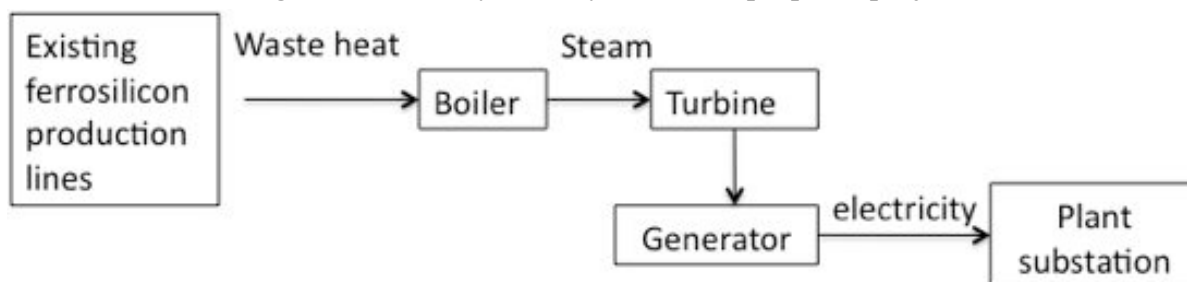 Existing
ferrosilicon
production
lines
Waste heat
Boiler
Steam
Turbine
Generator
electricity
Plant
substation